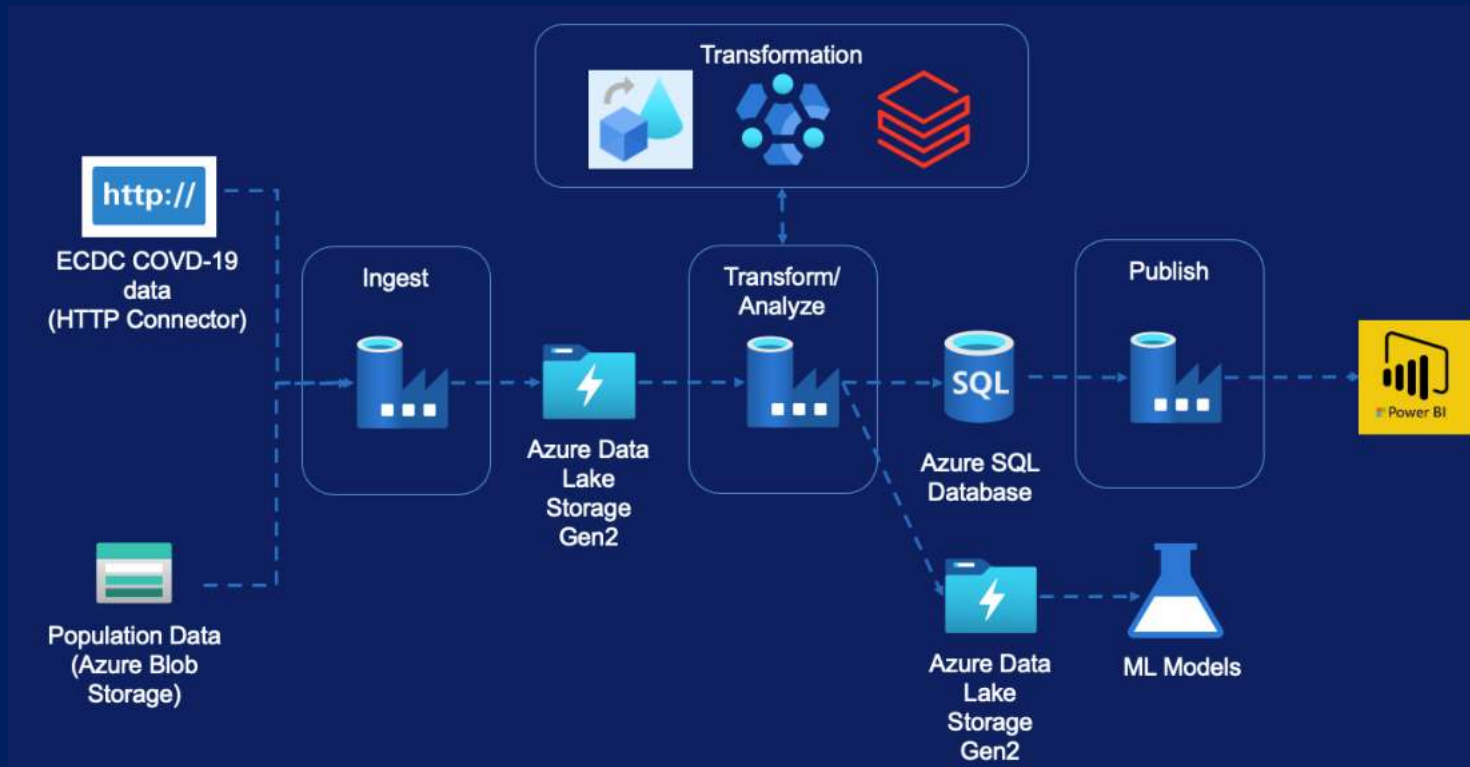 Transformation
http://
ECDC COVD-19
data
(HTTP Connector)
Ingest
Transform/
Analyze
Publish
SQL
Power BI
Azure Data
Lake
Storage
Gen2
Azure SQL
Database
Population Data
(Azure Blob
Storage)
Azure Data
Lake
Storage
Gen2
ML Models